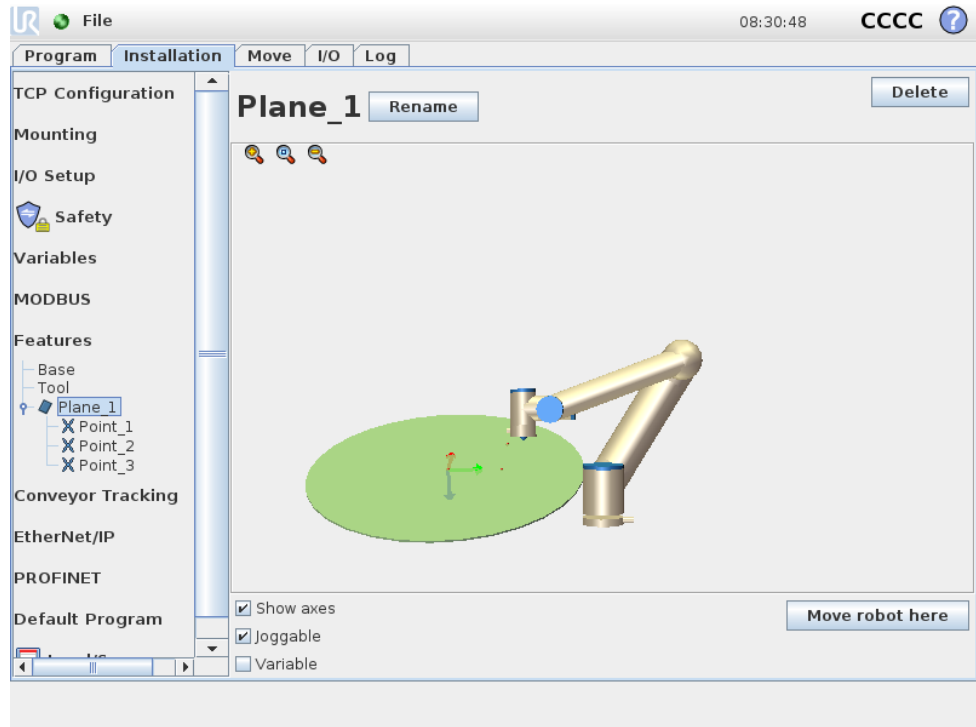 UR File 08:30:48 CCCC ?
Program Installation Move I/O Log
TCP Configuration
Mounting
I/O Setup
Safety
Variables
MODBUS
Features
Base
Tool
Plane_1
Point_1
Point_2
Point_3
Conveyor Tracking
EtherNet/IP
PROFINET
Default Program
Plane_1 Rename Delete
Show axes
Joggable
Variable
Move robot here